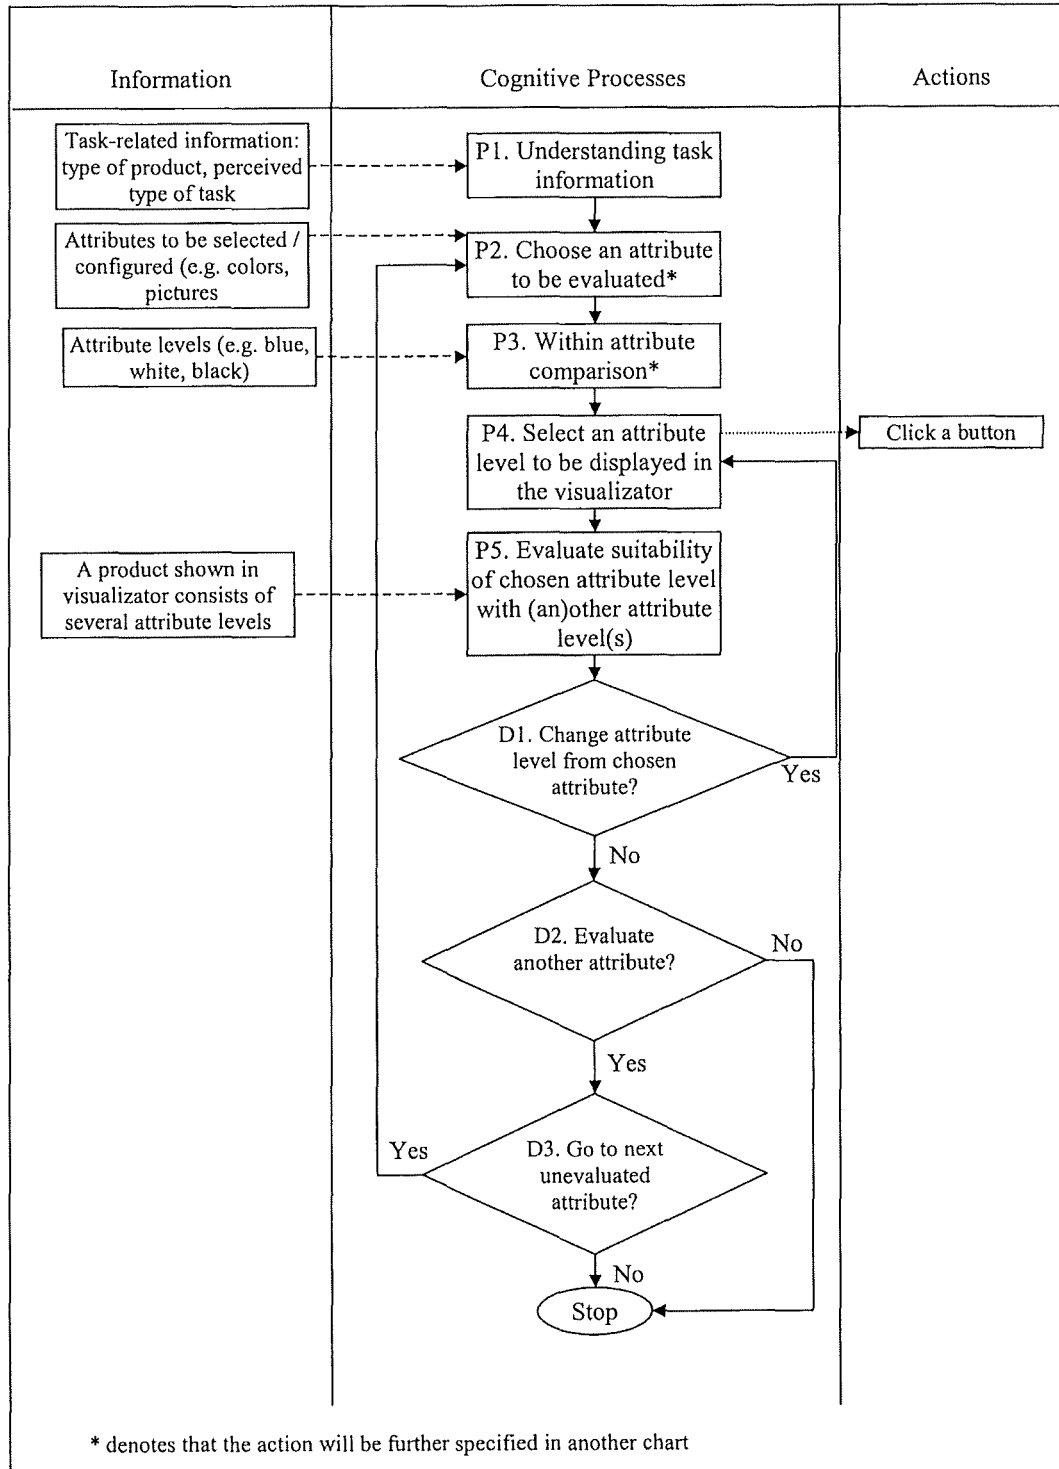 Information
Cognitive Processes
Actions
Task-related information:
type of product, perceived
type of task
P1. Understanding task
information
Attributes to be selected /
configured (e.g. colors,
pictures
P2. Choose an attribute
to be evaluated*
Attribute levels (e.g. blue,
white, black)
P3. Within attribute
comparison*
P4. Select an attribute
level to be displayed in
the visualizator
Click a button
A product shown in
visualizator consists of
several attribute levels
P5. Evaluate suitability
of chosen attribute level
with (an)other attribute
level(s)
D1. Change attribute
level from chosen
attribute?
Yes
No
D2. Evaluate
another attribute?
No
Yes
D3. Go to next
unevaluated
attribute?
Yes
No
Stop
* denotes that the action will be further specified in another chart